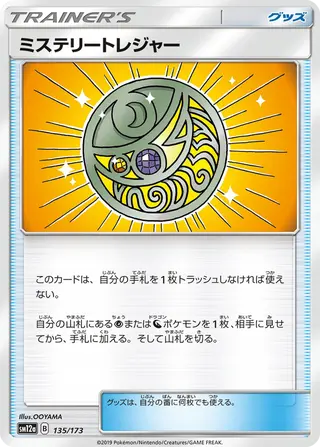 TRAINER'S グッズ
ミステリートレジャー
このカードは、自分の手札を1枚トラッシュしなければ使え
ない。
自分の山札にある超または竜ポケモンを1枚、相手に見せ
てから、手札に加える。そして山札を切る。
Illus.OOYAMA
sm12a B 135/173
グッズは、自分の番に何枚でも使える。
©2019 Pokémon/Nintendo/Creatures/GAME FREAK.